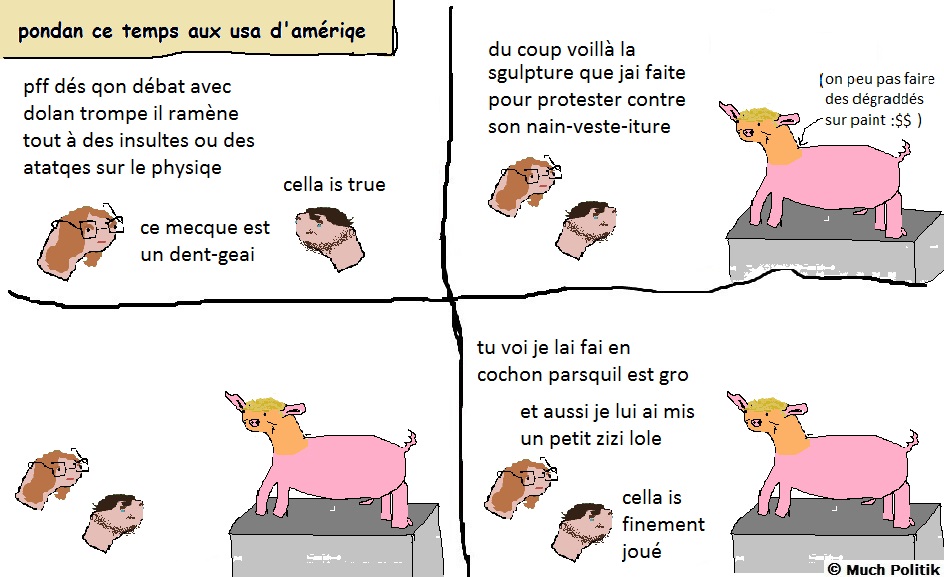 pondan ce temps aux usa d'amériqe
pff dés qon débat avec
dolan trompe il ramène
tout à des insultes ou des
atatqes sur le physiqe
cella is true
ce mecque est
un dent-geai
du coup voillà la
sgulpture que jai faite
pour protester contre
son nain-veste-iture
(on peu pas faire
des dégraddés
sur paint :$$ )
tu voi je lai fai en
cochon parsquil est gro
et aussi je lui ai mis
un petit zizi lole
cella is
finement
joué
© Much Politik